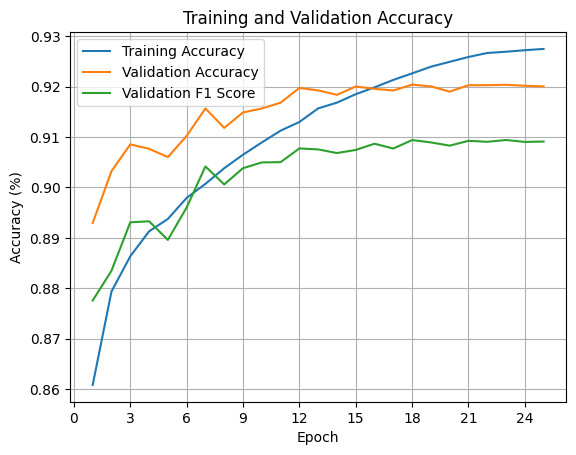 Training and Validation Accuracy
Training Accuracy
Validation Accuracy
Validation F1 Score
Accuracy (%)
0.93
0.92
0.91
0.90
0.89
0.88
0.87
0.86
0 3 6 9 12 15 18 21 24
Epoch